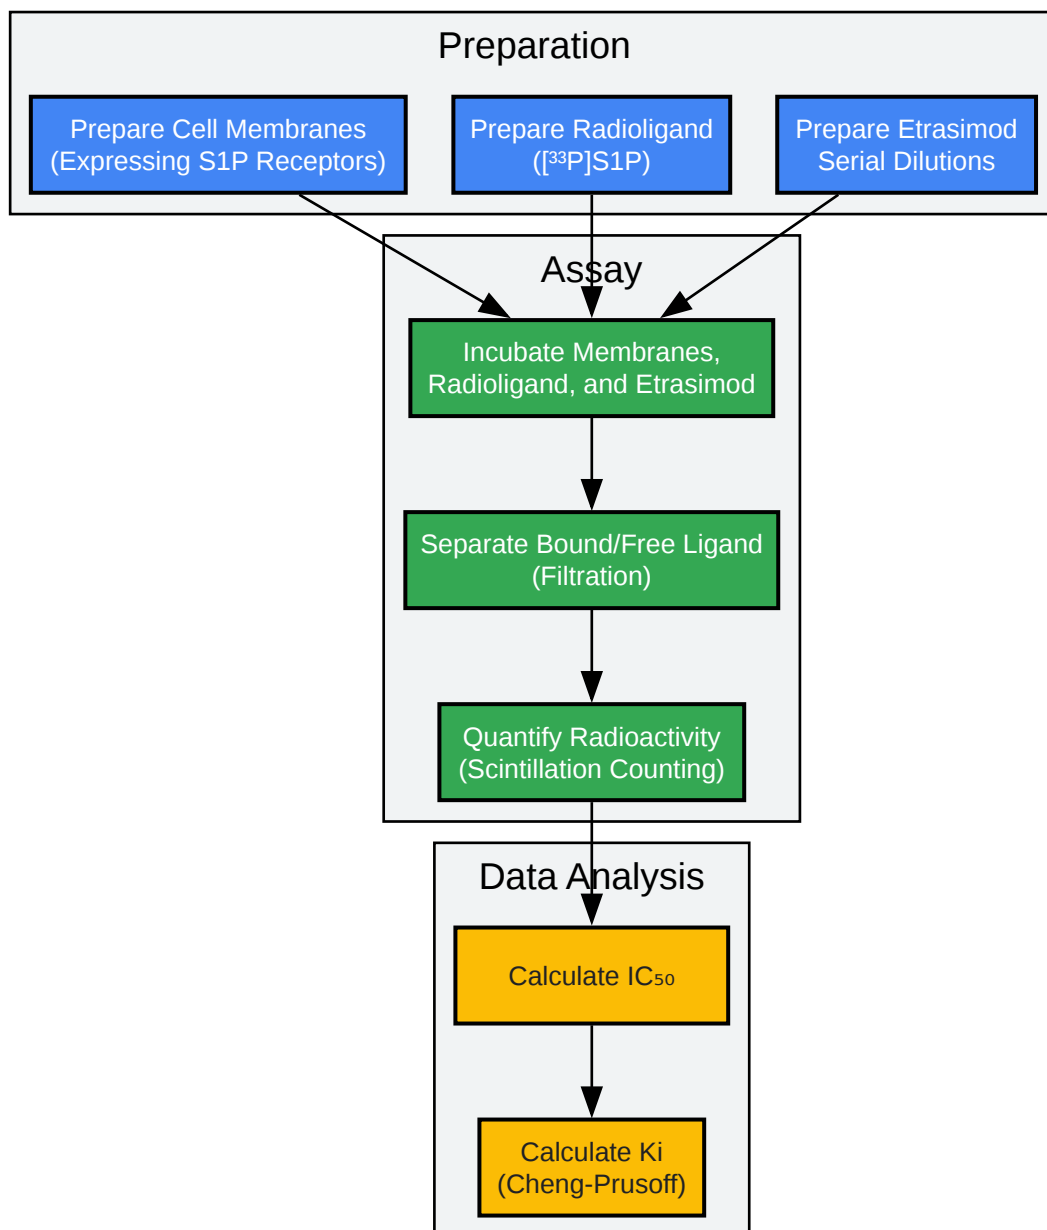 Preparation
Prepare Cell Membranes
(Expressing S1P Receptors)
Prepare Radioligand
([³³P]S1P)
Prepare Etrasimod
Serial Dilutions
Assay
Incubate Membranes,
Radioligand, and Etrasimod
Separate Bound/Free Ligand
(Filtration)
Quantify Radioactivity
(Scintillation Counting)
Data Analysis
Calculate IC₅₀
Calculate Ki
(Cheng-Prusoff)